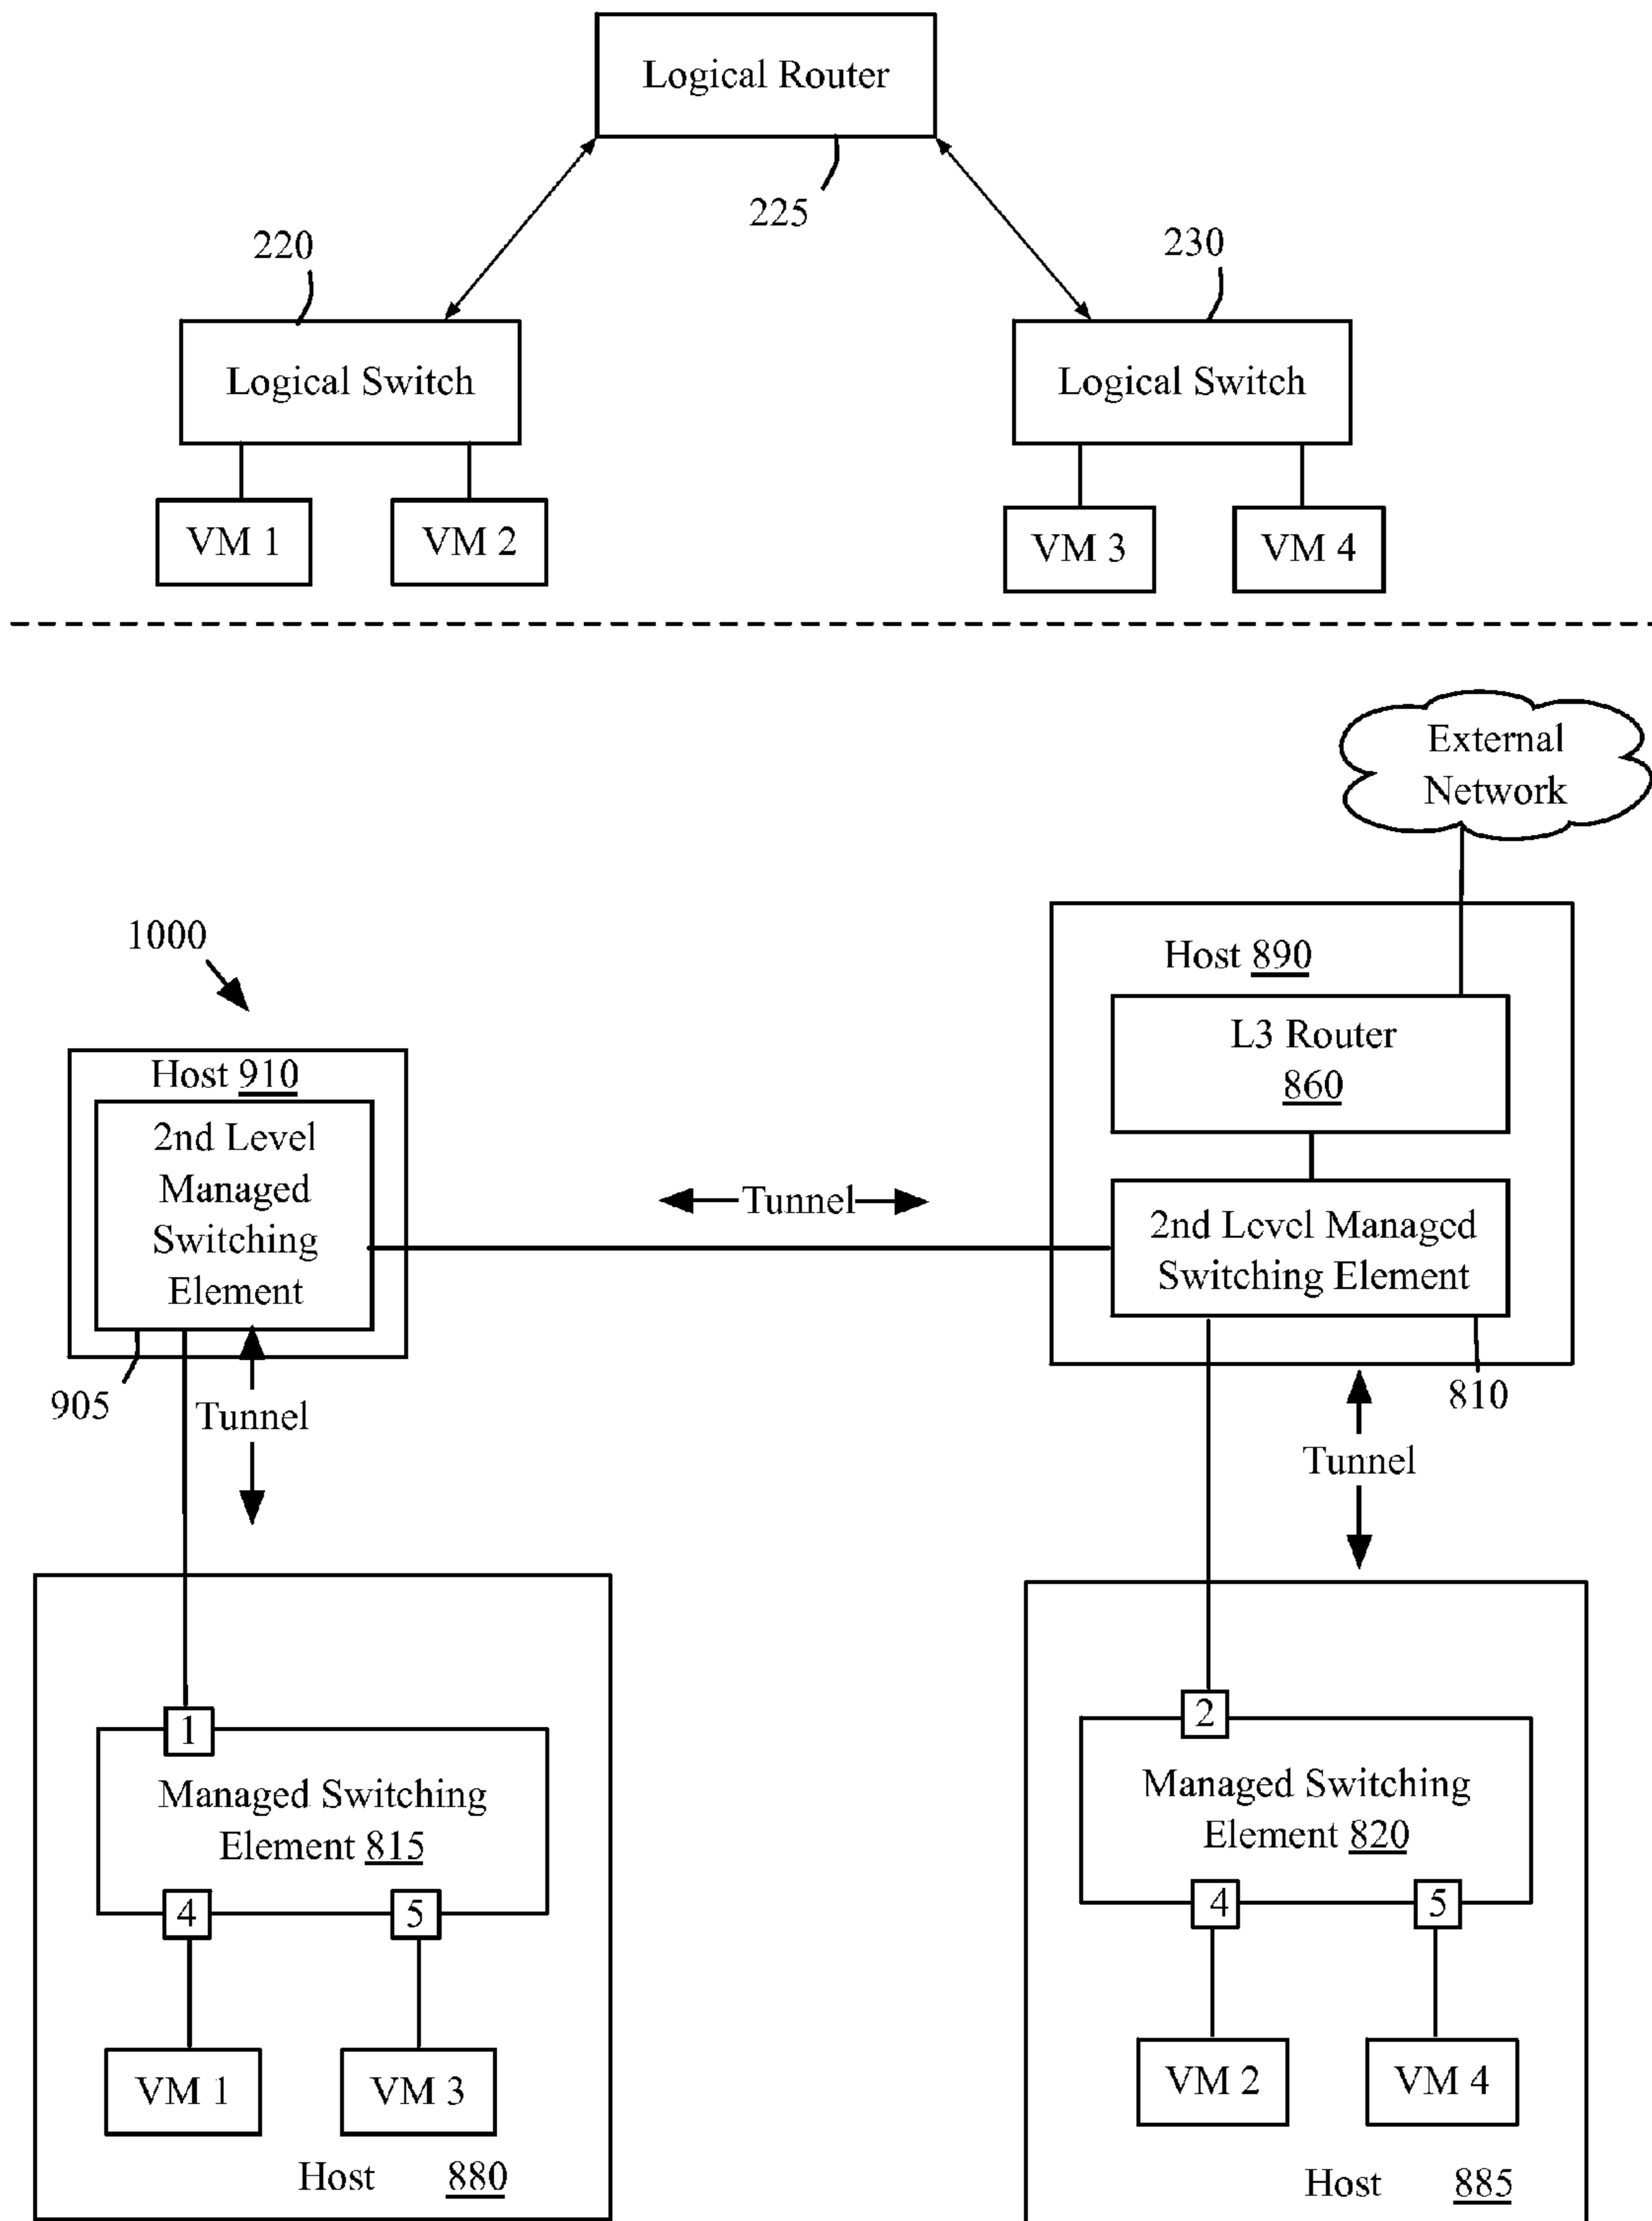 Logical Router
225
220
230
Logical Switch
Logical Switch
VM 1
VM 2
VM 3
VM 4
External
Network
1000
Host 890
L3 Router
860
Host 910
2nd Level
Managed
Switching
Element
Tunnel
2nd Level Managed
Switching Element
905
Tunnel
810
Tunnel
1
Managed Switching
Element 815
4
5
VM 1
VM 3
Host 880
2
Managed Switching
Element 820
4
5
VM 2
VM 4
Host 885